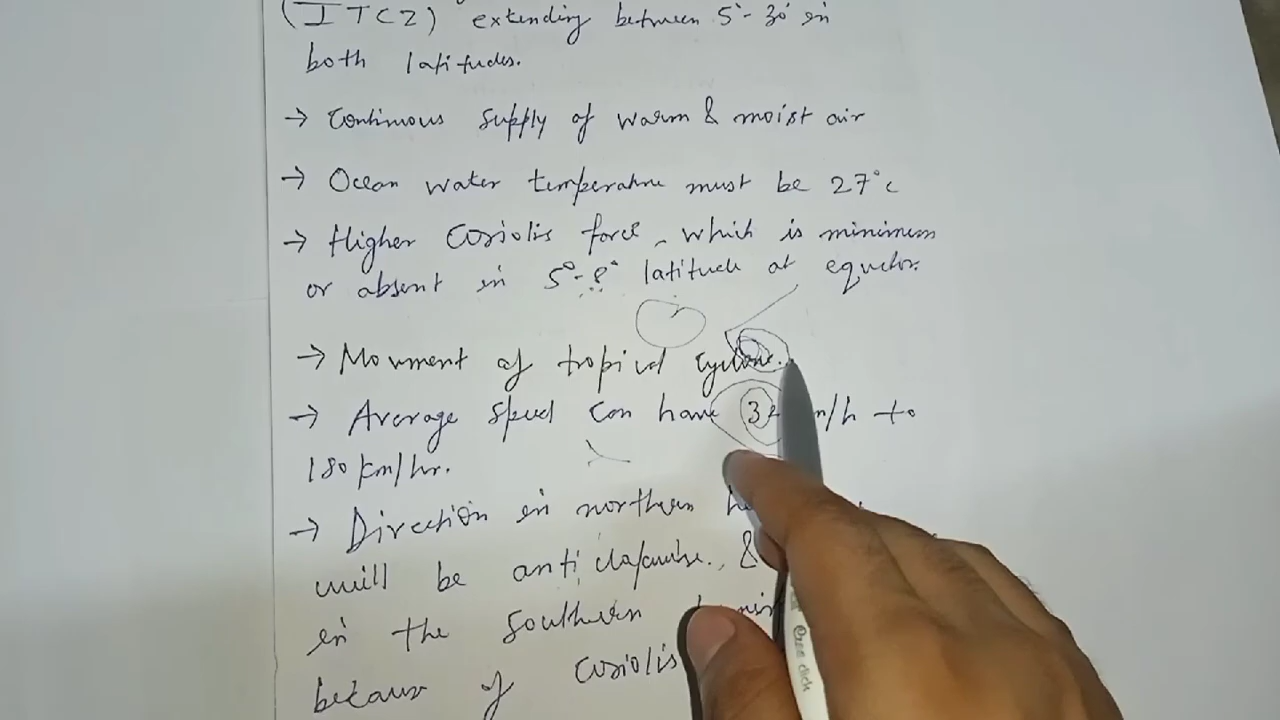 (ITCZ) extending between 5°-30° in
both latitudes.
→ Continuous supply of warm & moist air
→ Ocean water temperature must be 27°c
→ Higher Coriolis force, which is minimum
or absent in 5°-8° latitude at equator.
→ Movment of tropical cyclone.
→ Average speed can have /h to
180 km/hr.
→ Direction in northern
will be anti clockwise., &
in the Southern
because of coriolis